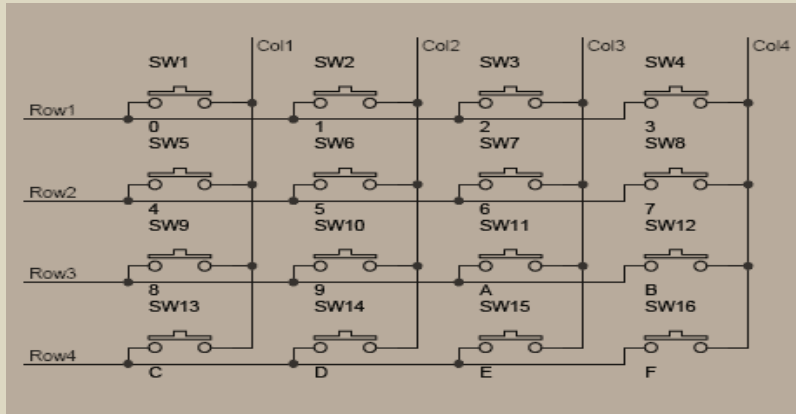 Col1 Col2 Col3 Col4
SW1 SW2 SW3 SW4
Row1
0 1 2 3
SW5 SW6 SW7 SW8
Row2
4 5 6 7
SW9 SW10 SW11 SW12
Row3
8 9 A B
SW13 SW14 SW15 SW16
Row4
C D E F